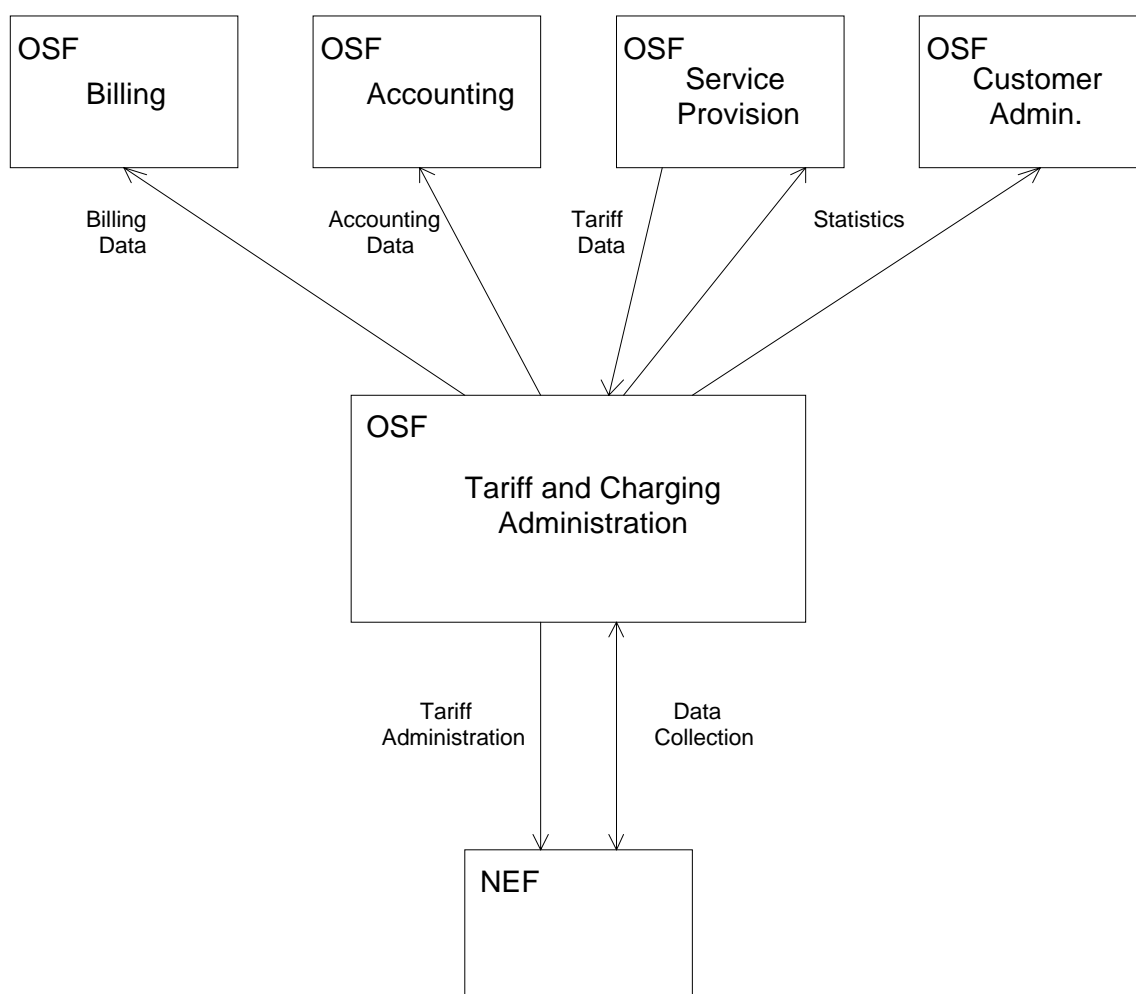 OSF
Billing
OSF
Accounting
OSF
Service
Provision
OSF
Customer
Admin.
Billing
Data
Accounting
Data
Tariff
Data
Statistics
OSF
Tariff and Charging
Administration
Tariff
Administration
Data
Collection
NEF